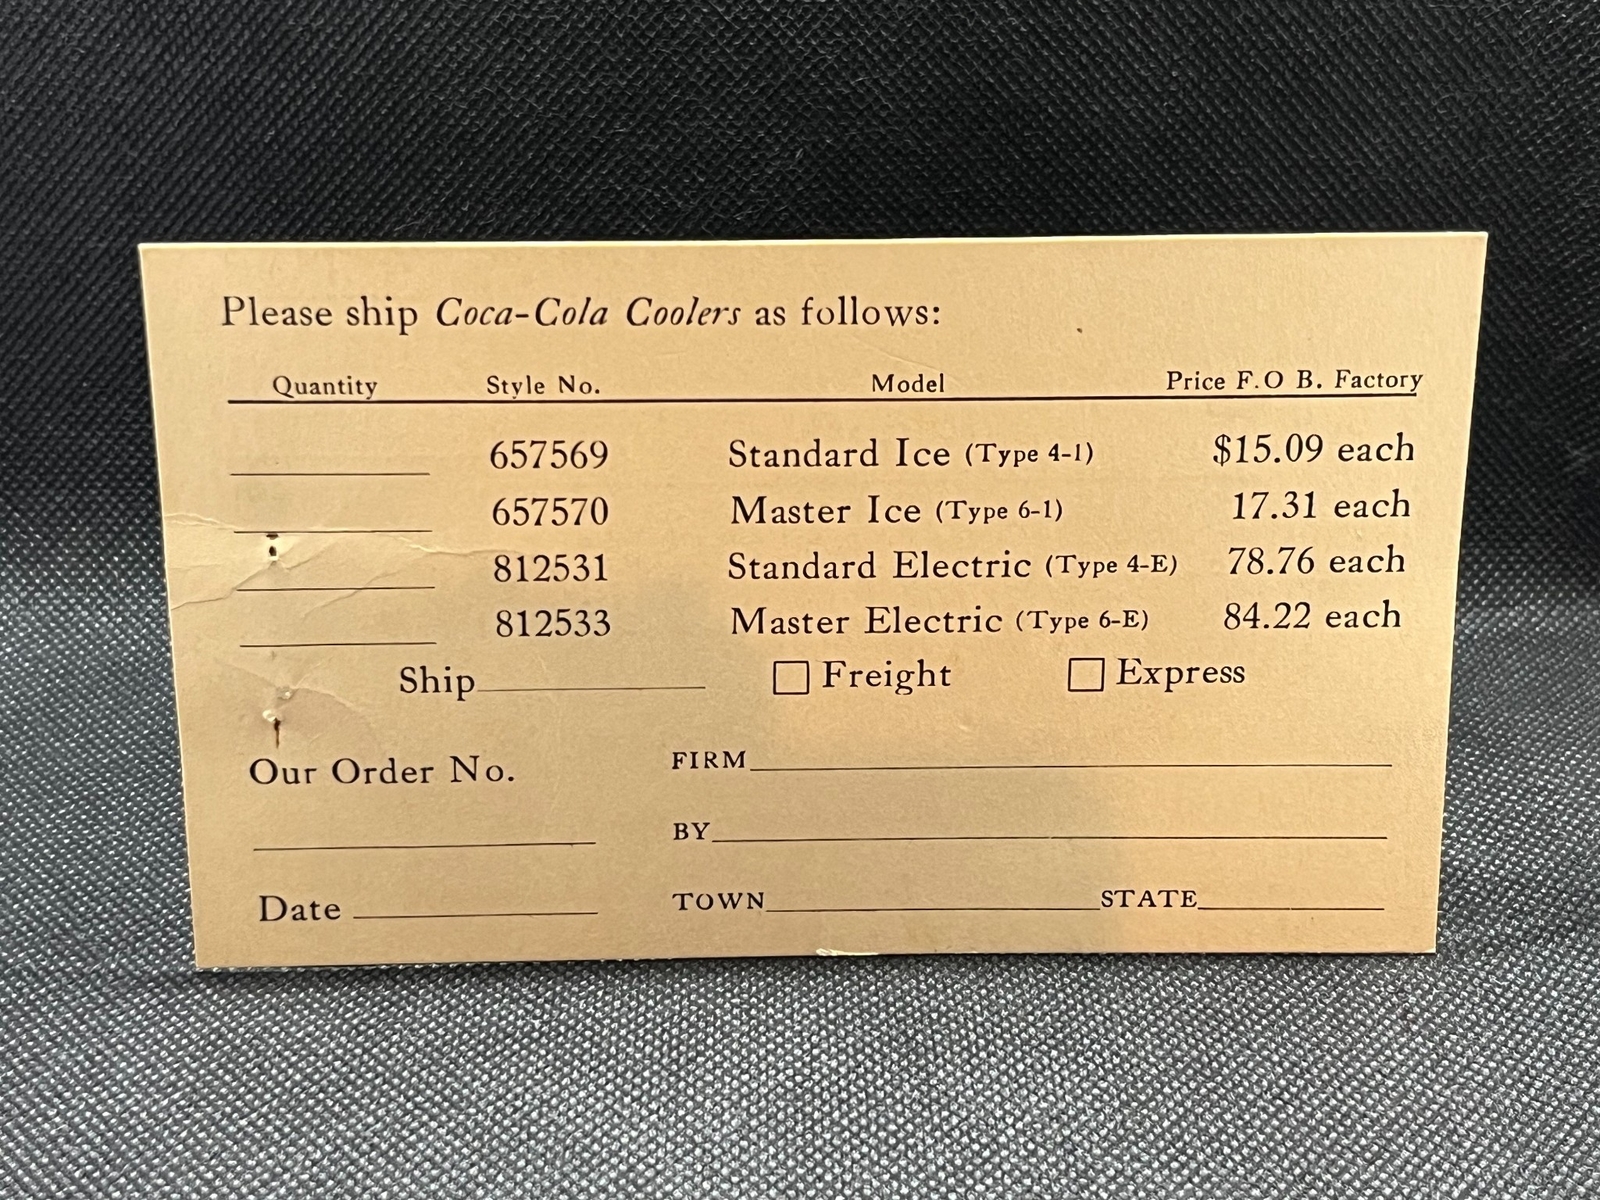 Please ship Coca-Cola Coolers as follows:
Quantity Style No. Model Price F.O B. Factory
657569 Standard Ice (Type 4-1) $15.09 each
657570 Master Ice (Type 6-1) 17.31 each
812531 Standard Electric (Type 4-E) 78.76 each
812533 Master Electric (Type 6-E) 84.22 each
Ship Freight Express
Our Order No. FIRM
BY
Date TOWN STATE